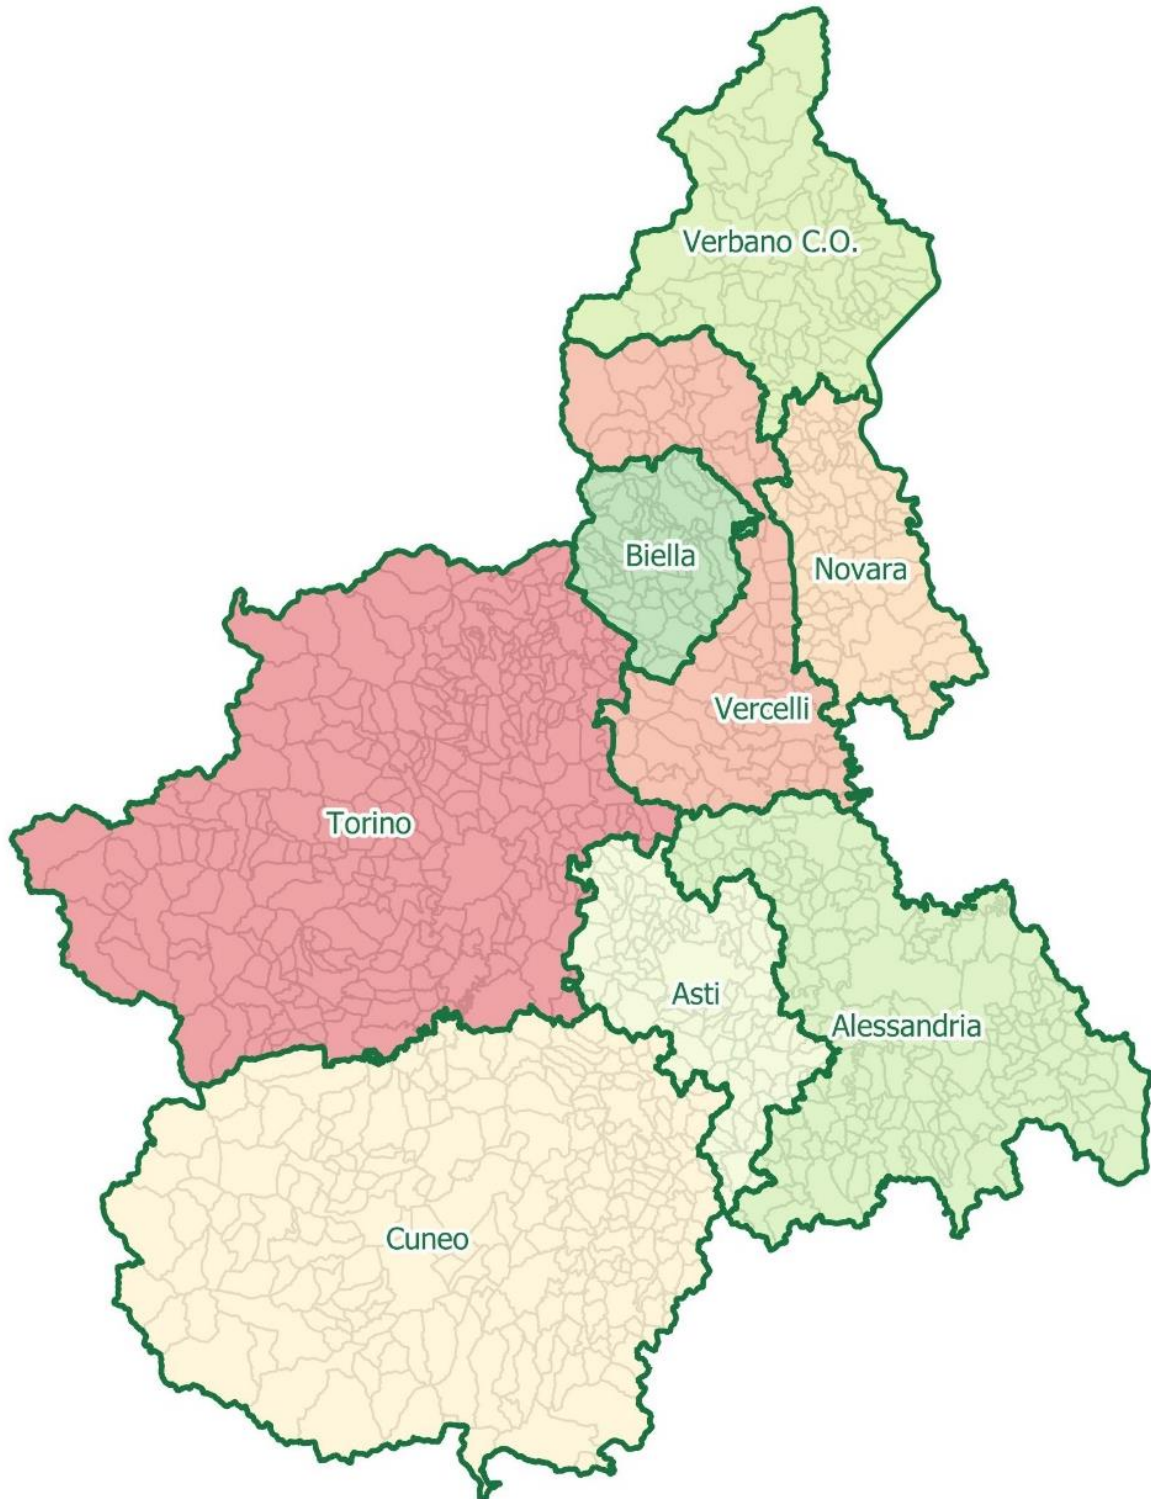 Verbano C.O.
Biella
Novara
Vercelli
Torino
Asti
Alessandria
Cuneo